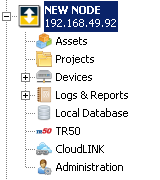 NEW NODE
192.168.49.92
Assets
Projects
Devices
Logs & Reports
Local Database
TR50 TR50
CloudLINK
Administration